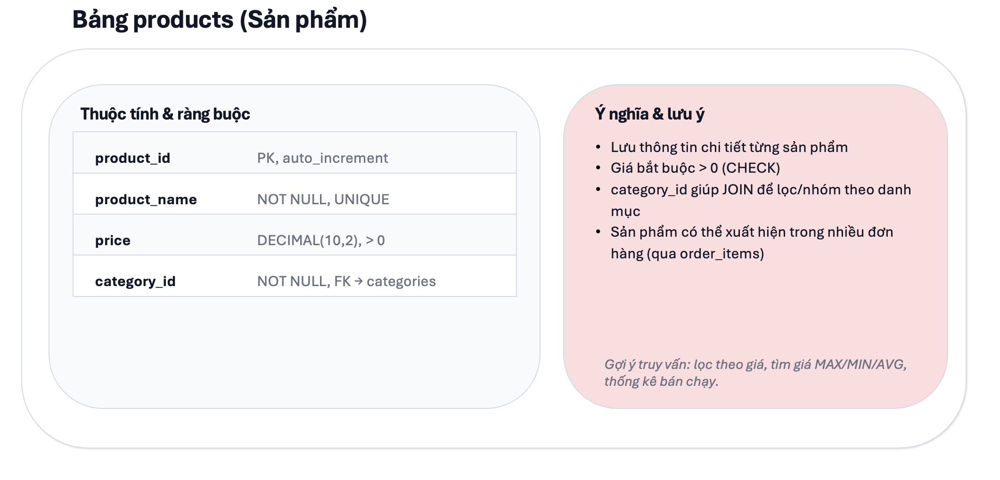 Bảng products (Sản phẩm)
Thuộc tính & ràng buộc
product_id PK, auto_increment
product_name NOT NULL, UNIQUE
price DECIMAL(10,2), > 0
category_id NOT NULL, FK → categories
Ý nghĩa & lưu ý
• Lưu thông tin chi tiết từng sản phẩm
• Giá bắt buộc > 0 (CHECK)
• category_id giúp JOIN để lọc/nhóm theo danh
mục
• Sản phẩm có thể xuất hiện trong nhiều đơn
hàng (qua order_items)
Gợi ý truy vấn: lọc theo giá, tìm giá MAX/MIN/AVG,
thống kê bán chạy.